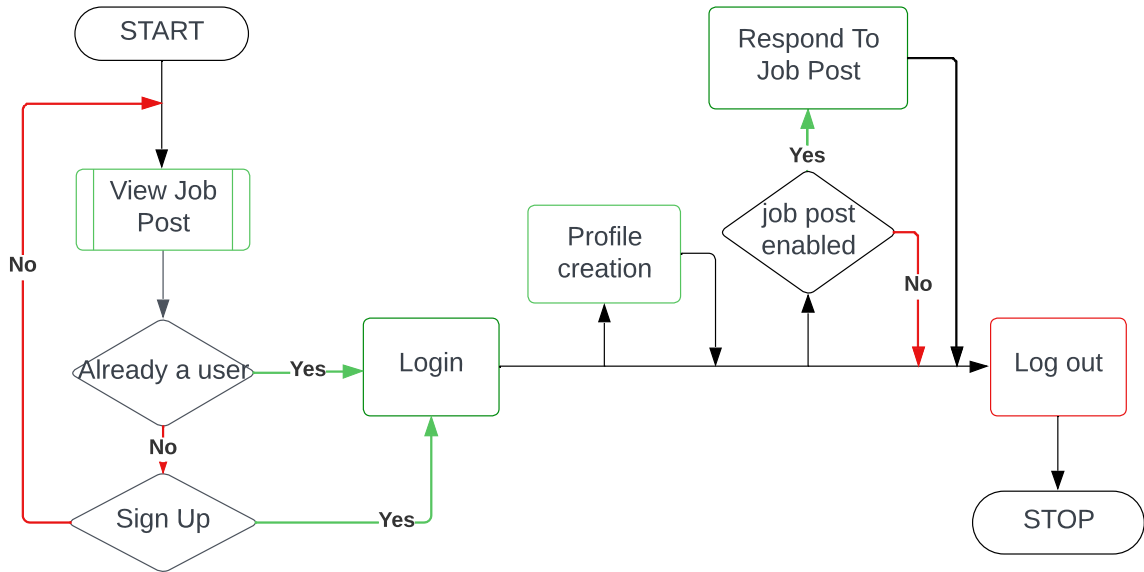 START
View Job
Post
Already a user
Yes
No
Sign Up
Yes
No
Login
Profile
creation
job post
enabled
Yes
No
Respond To
Job Post
Log out
STOP